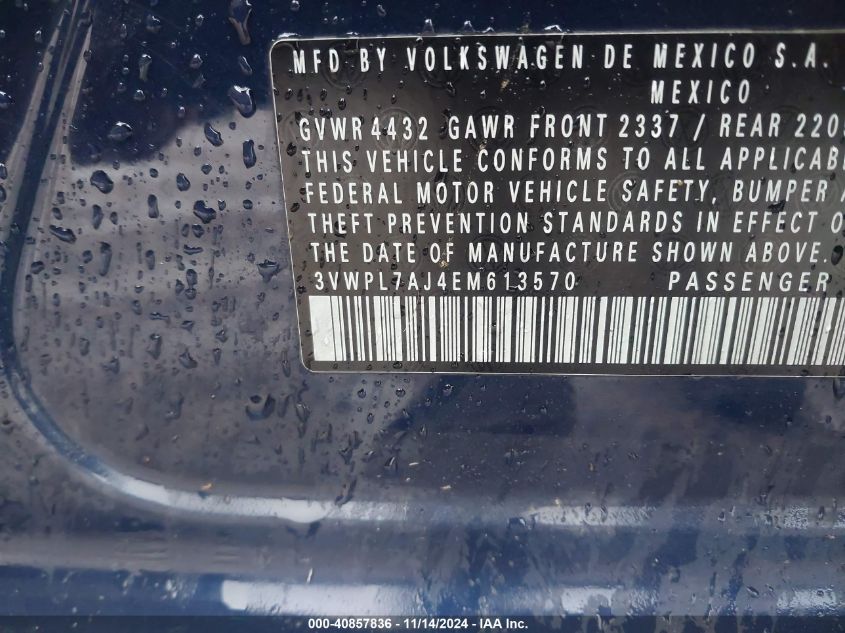 MFD BY VOLKSWAGEN DE MEXICO S.A.
MEXICO
GVWR 4432 GAWR FRONT 2337 / REAR 220
THIS VEHICLE CONFORMS TO ALL APPLICAB
FEDERAL MOTOR VEHICLE SAFETY, BUMPER A
THEFT PREVENTION STANDARDS IN EFFECT O
THE DATE OF MANUFACTURE SHOWN ABOVE.
3VWPL7AJ4EM613570 PASSENGER
000-40857836 - 11/14/2024 - IAA Inc.